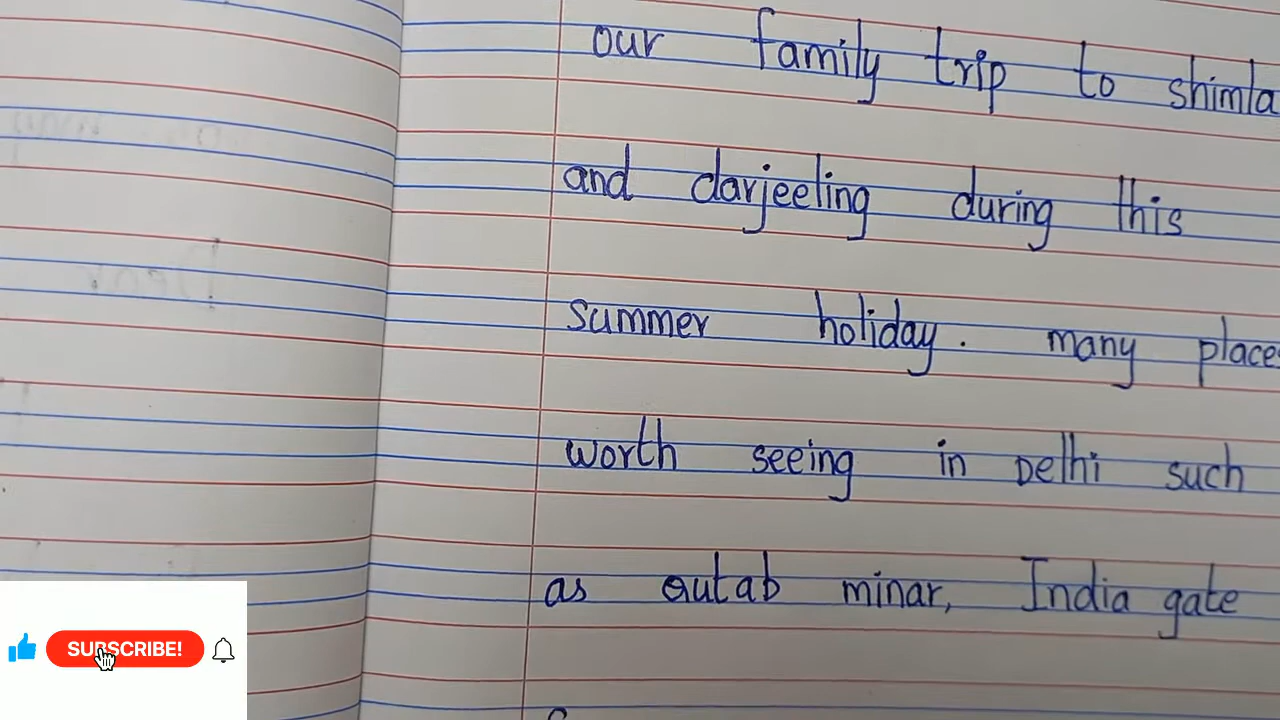 our family trip to shimla
and darjeeling during this
summer holiday. many places
worth seeing in Delhi such
as Qutab minar, India gate
SUBSCRIBE!